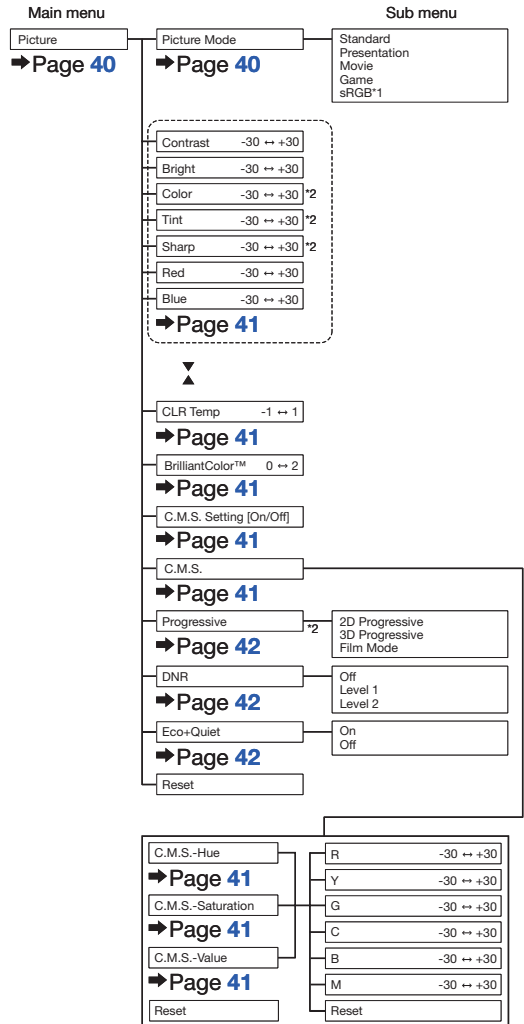 Main menu
Sub menu
Picture
➡Page 40
Picture Mode
➡Page 40
Standard
Presentation
Movie
Game
sRGB*1
Contrast -30 ↔ +30
Bright -30 ↔ +30
Color -30 ↔ +30 *2
Tint -30 ↔ +30 *2
Sharp -30 ↔ +30 *2
Red -30 ↔ +30
Blue -30 ↔ +30
➡Page 41
CLR Temp -1 ↔ 1
➡Page 41
BrilliantColor™ 0 ↔ 2
➡Page 41
C.M.S. Setting [On/Off]
➡Page 41
C.M.S.
➡Page 41
Progressive *2
➡Page 42
2D Progressive
3D Progressive
Film Mode
DNR
➡Page 42
Off
Level 1
Level 2
Eco+Quiet
➡Page 42
On
Off
Reset
C.M.S.-Hue
➡Page 41
C.M.S.-Saturation
➡Page 41
C.M.S.-Value
➡Page 41
Reset
R -30 ↔ +30
Y -30 ↔ +30
G -30 ↔ +30
C -30 ↔ +30
B -30 ↔ +30
M -30 ↔ +30
Reset